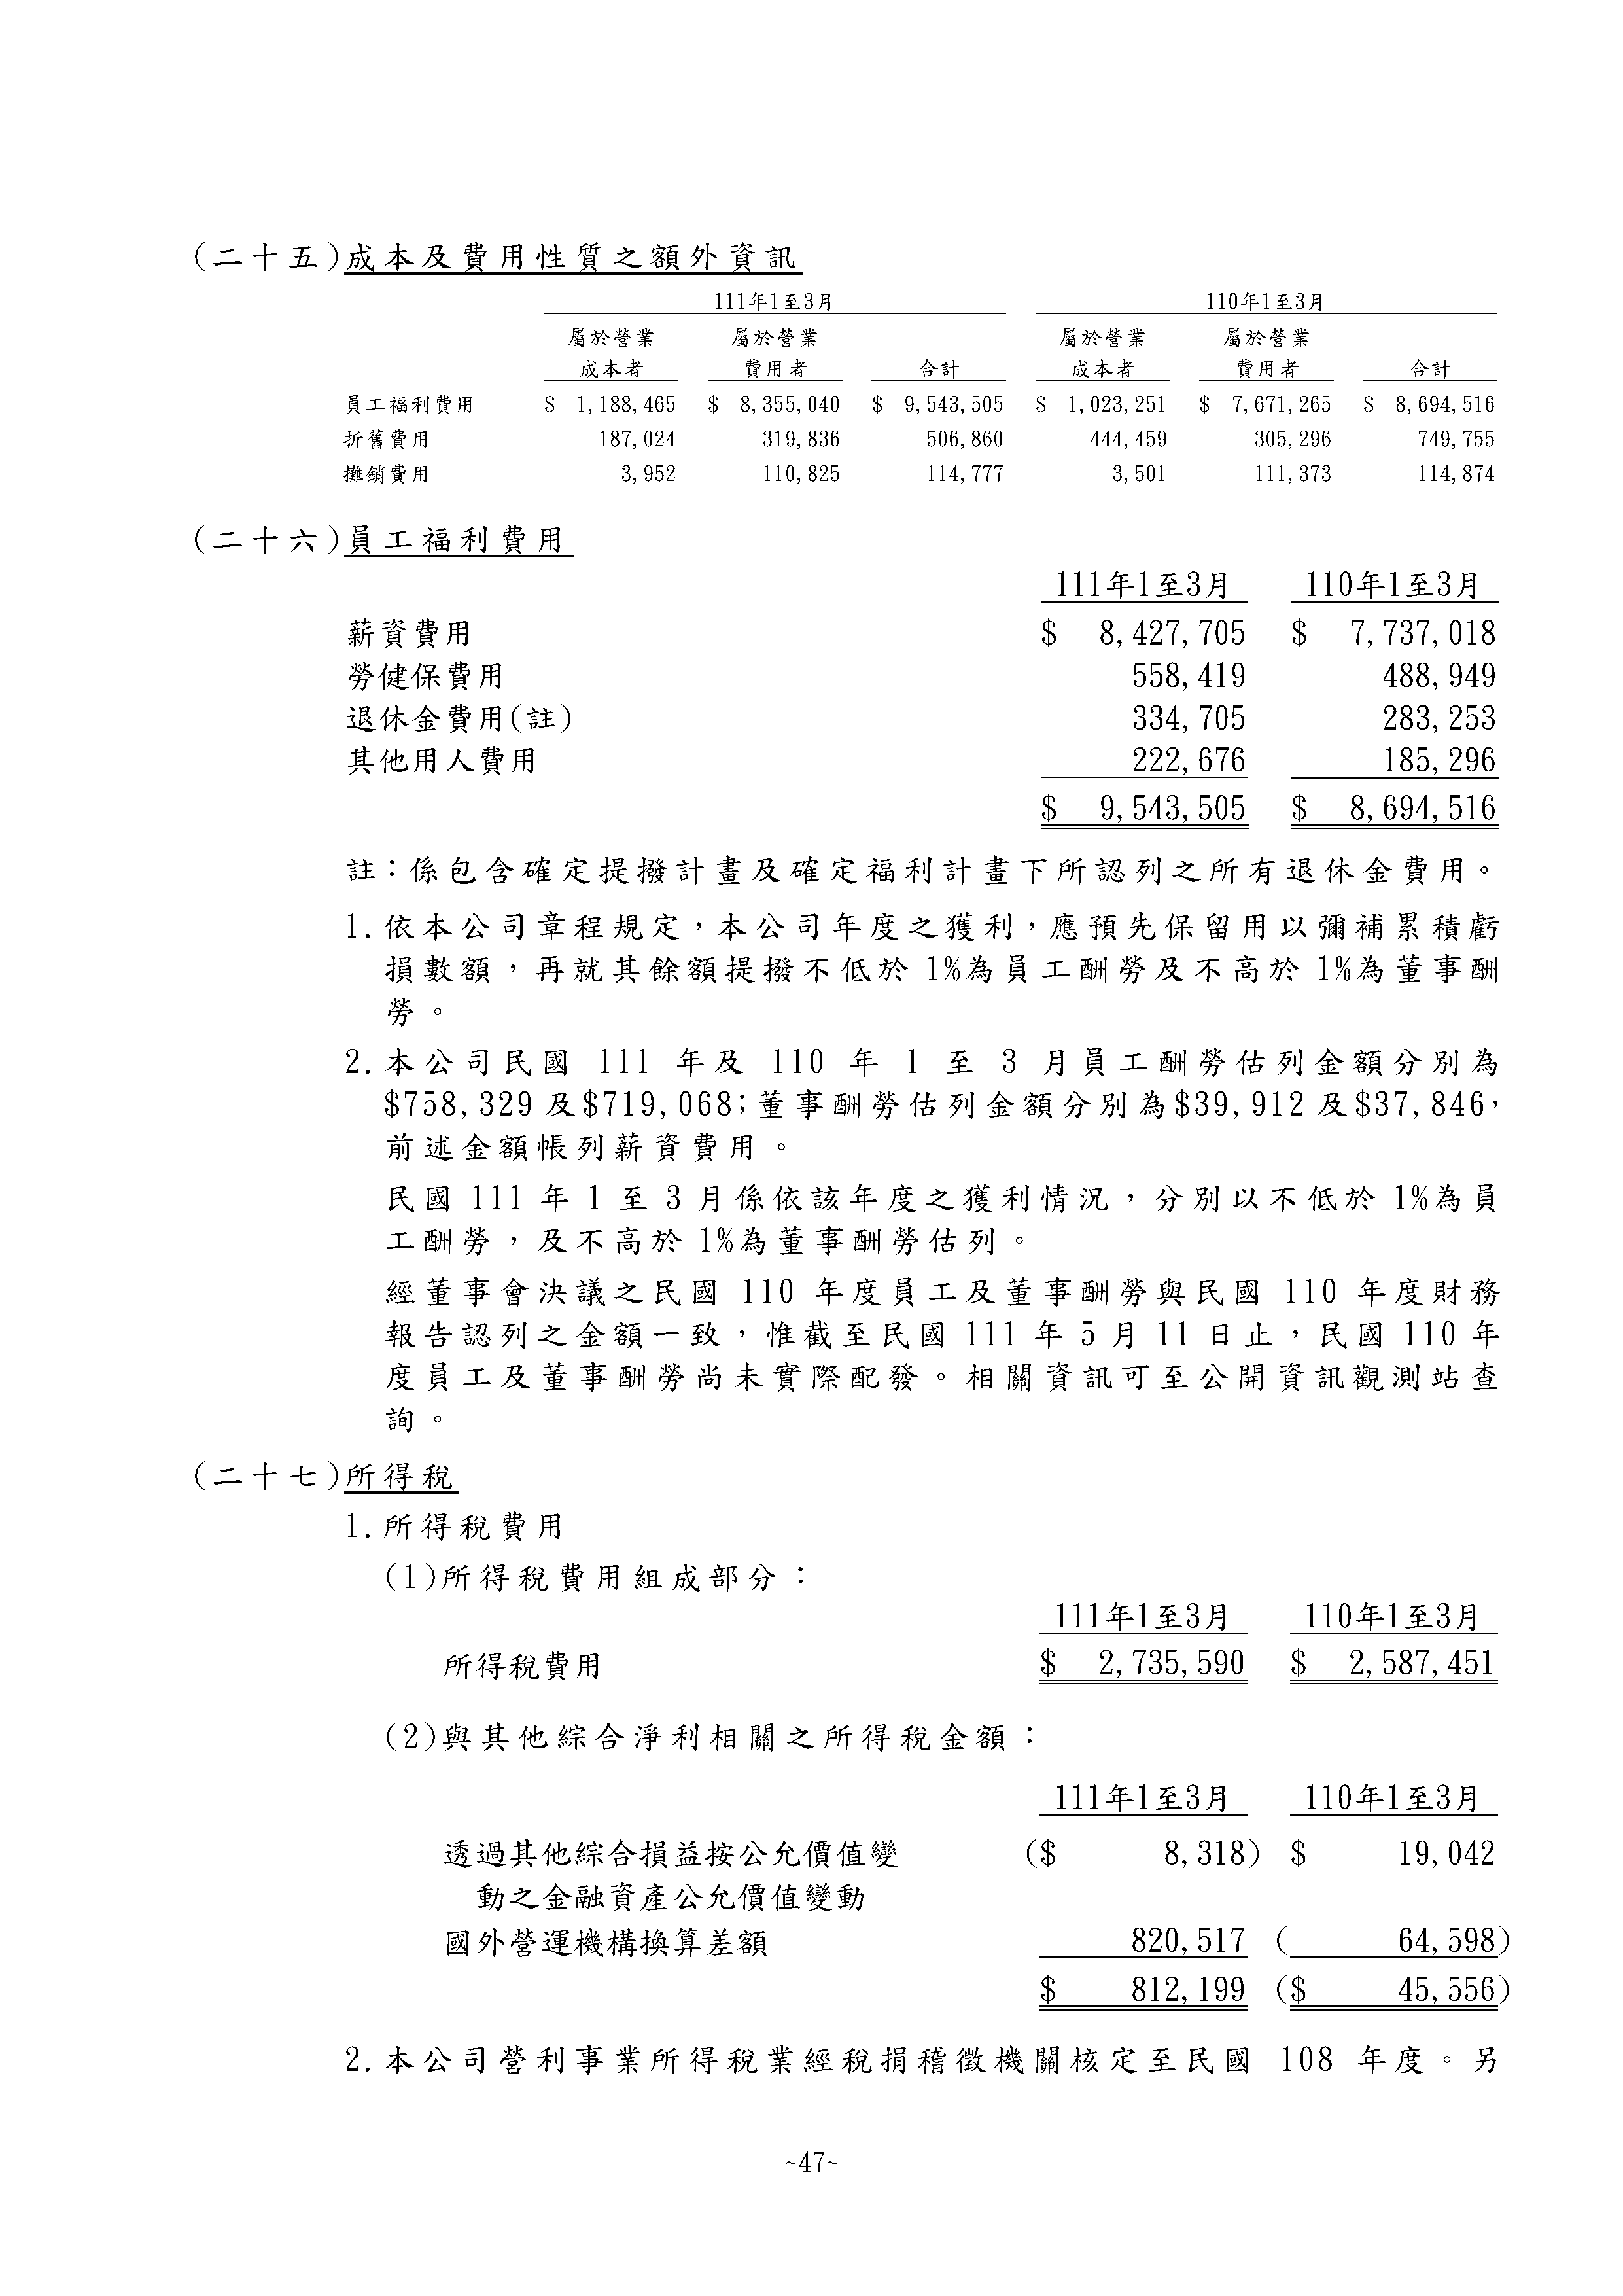 (二十五)成本及費用性質之額外資訊
111年1至3月 110年1至3月
屬於營業 屬於營業 屬於營業 屬於營業
成本者 費用者 合計 成本者 費用者 合計
員工福利費用 $ 1,188,465 $ 8,355,040 $ 9,543,505 $ 1,023,251 $ 7,671,265 $ 8,694,516
折舊費用 187,024 319,836 506,860 444,459 305,296 749,755
攤銷費用 3,952 110,825 114,777 3,501 111,373 114,874
(二十六)員工福利費用
111年1至3月 110年1至3月
薪資費用 $ 8,427,705 $ 7,737,018
勞健保費用 558,419 488,949
退休金費用(註) 334,705 283,253
其他用人費用 222,676 185,296
$ 9,543,505 $ 8,694,516
註：係包含確定提撥計畫及確定福利計畫下所認列之所有退休金費用。
1.依本公司章程規定，本公司年度之獲利，應預先保留用以彌補累積虧
損數額，再就其餘額提撥不低於 1%為員工酬勞及不高於 1%為董事酬
勞。
2.本公司民國 111 年及 110 年 1 至 3 月員工酬勞估列金額分別為
$758,329 及$719,068;董事酬勞估列金額分別為$39,912 及$37,846，
前述金額帳列薪資費用。
民國 111 年 1 至 3 月係依該年度之獲利情況，分別以不低於 1%為員
工酬勞，及不高於 1%為董事酬勞估列。
經董事會決議之民國 110 年度員工及董事酬勞與民國 110 年度財務
報告認列之金額一致，惟截至民國 111 年 5 月 11 日止，民國 110 年
度員工及董事酬勞尚未實際配發。相關資訊可至公開資訊觀測站查
詢。
(二十七)所得稅
1.所得稅費用
(1)所得稅費用組成部分：
111年1至3月 110年1至3月
所得稅費用 $ 2,735,590 $ 2,587,451
(2)與其他綜合淨利相關之所得稅金額：
111年1至3月 110年1至3月
透過其他綜合損益按公允價值變 ($ 8,318) $ 19,042
動之金融資產公允價值變動
國外營運機構換算差額 820,517 ( 64,598)
$ 812,199 ($ 45,556)
2.本公司營利事業所得稅業經稅捐稽徵機關核定至民國 108 年度。另
~47~